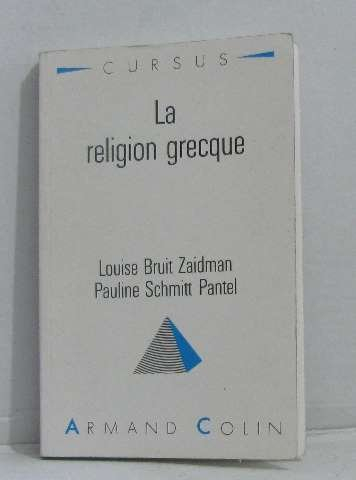 CURSUS
La
religion grecque
Louise Bruit Zaidman
Pauline Schmitt Pantel
ARMAND COLIN